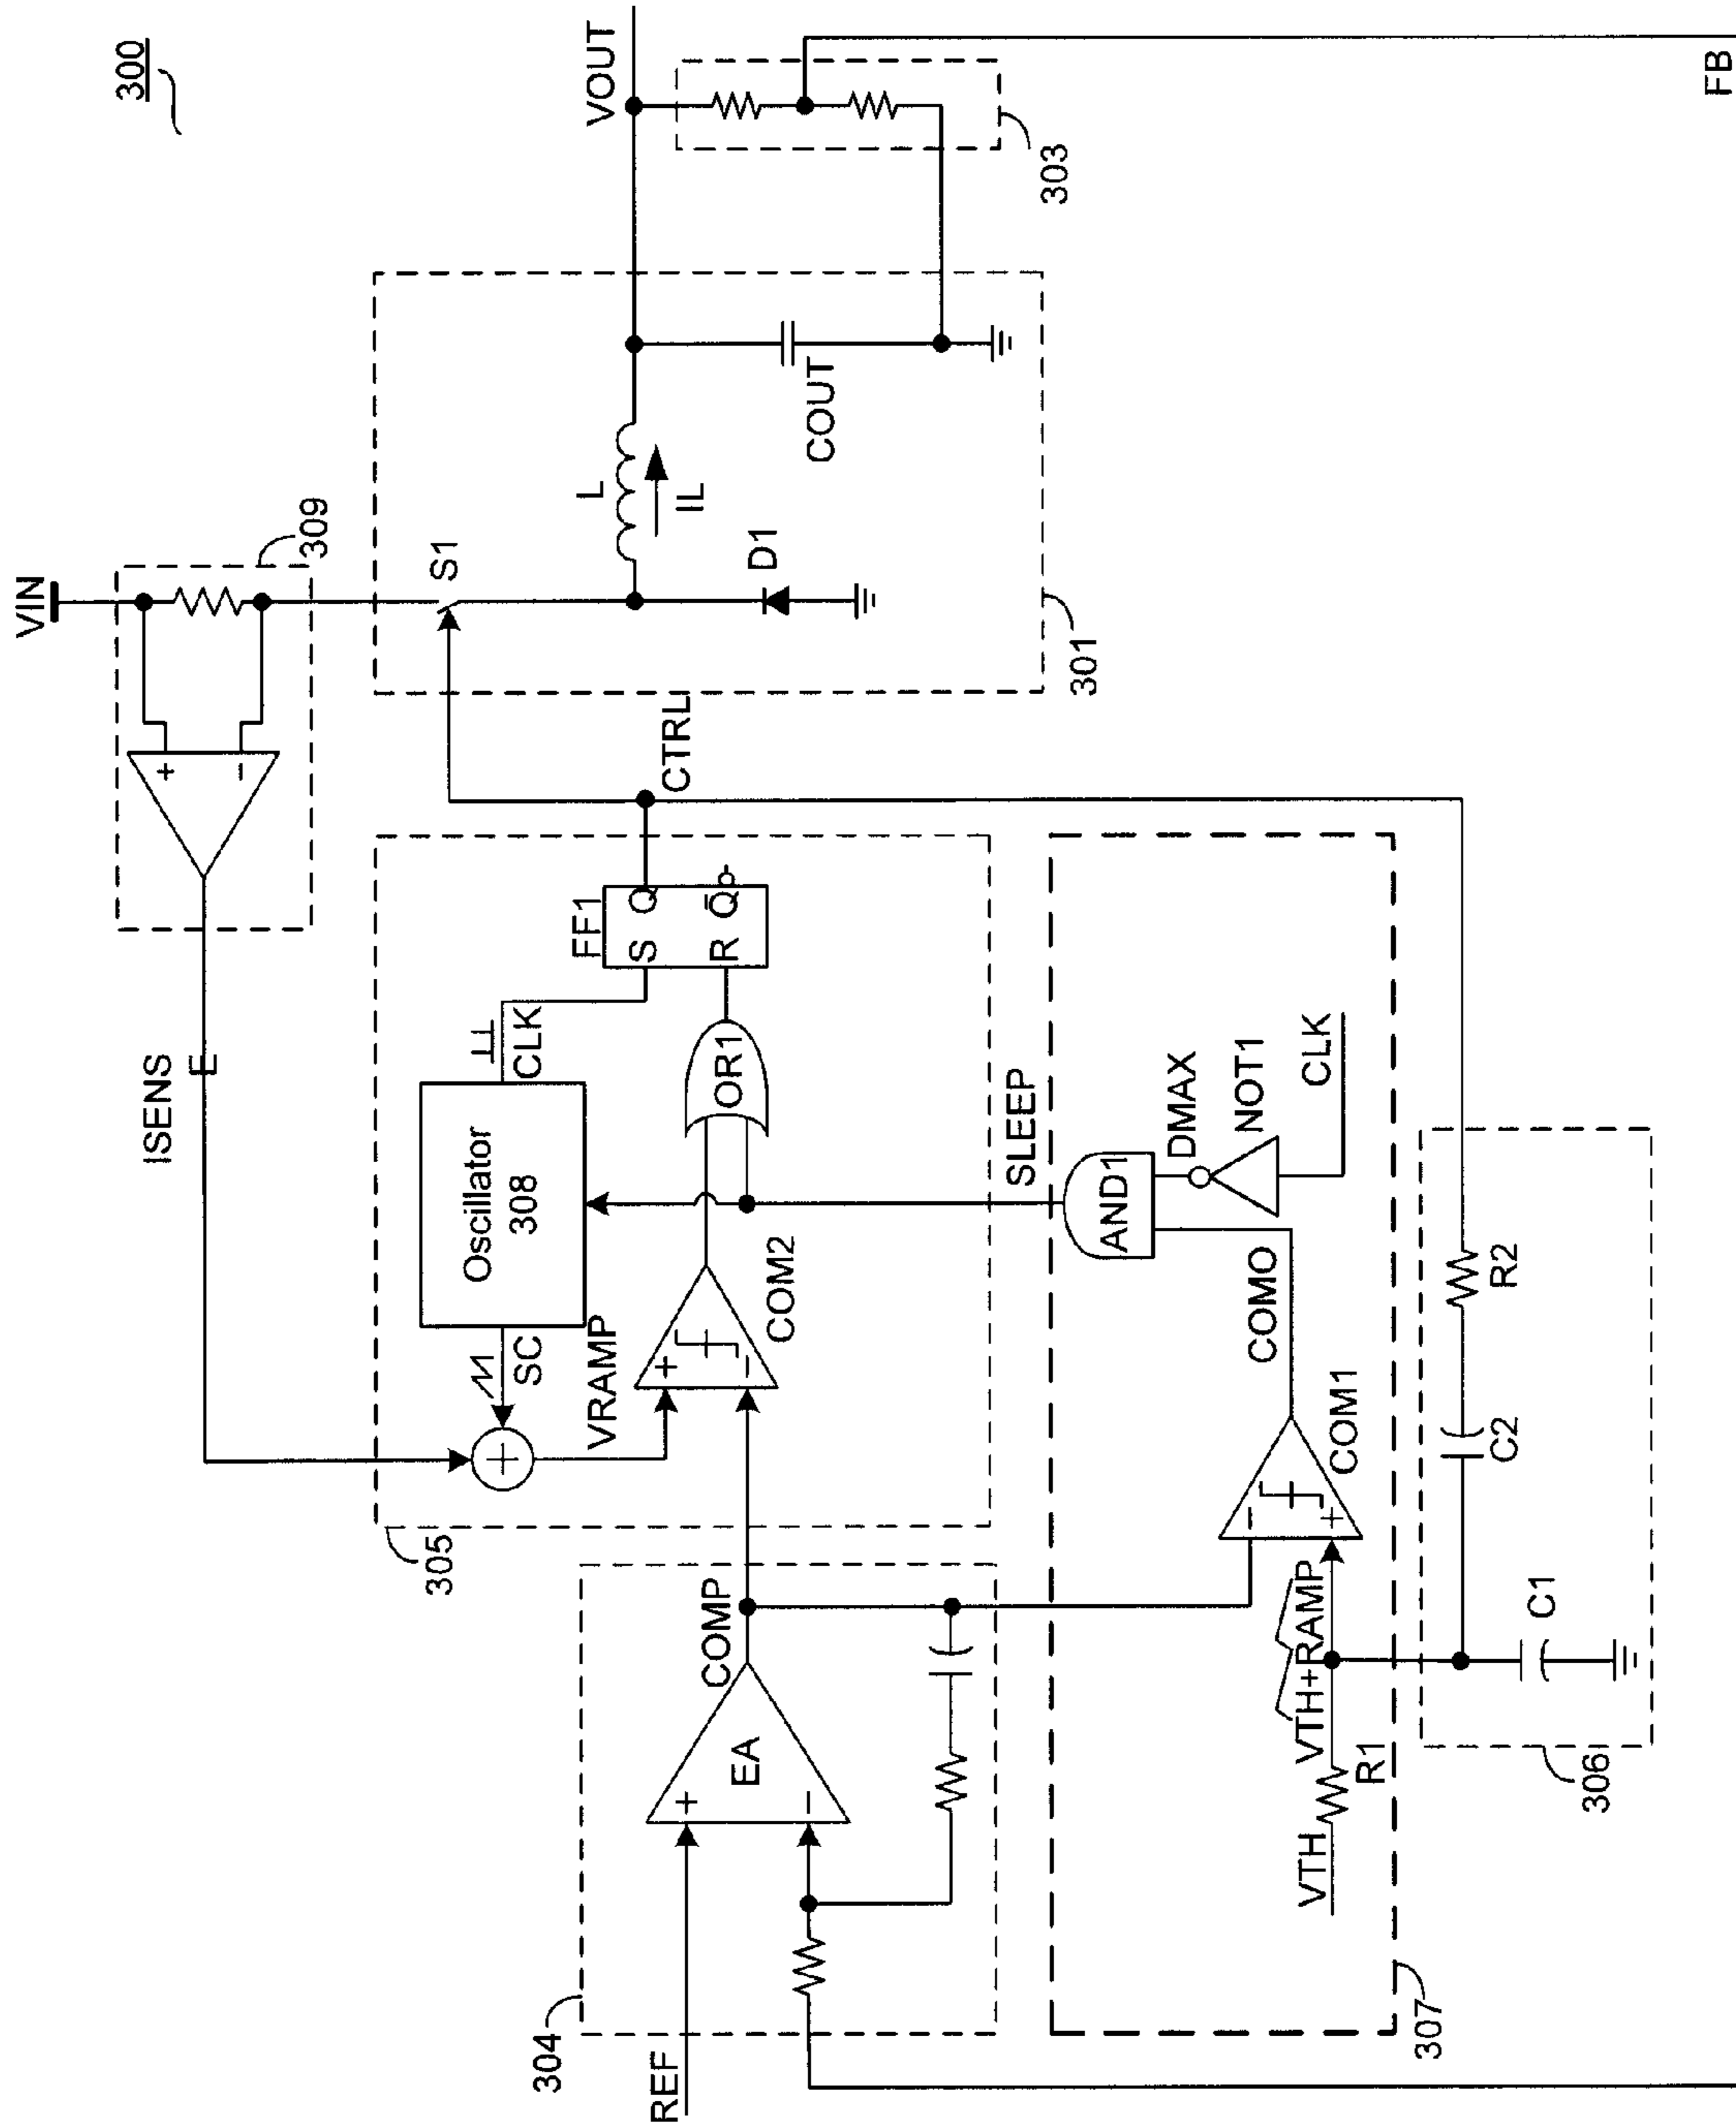 300
VIN
309
ISENSE
S1
L
IL
VOUT
303
D1
COUT
301
CTRL
FF1
S
Q
R
Q̄
CLK
Oscillator
308
SC
OR1
VRAMP
COM2
+
-
305
SLEEP
DMAX
AND1
NOT1
CLK
COMO
COM1
+
-
COMP
EA
+
-
304
REF
VTH+RAMP
VTH
R1
307
R2
C2
C1
306
FB
+
-
+